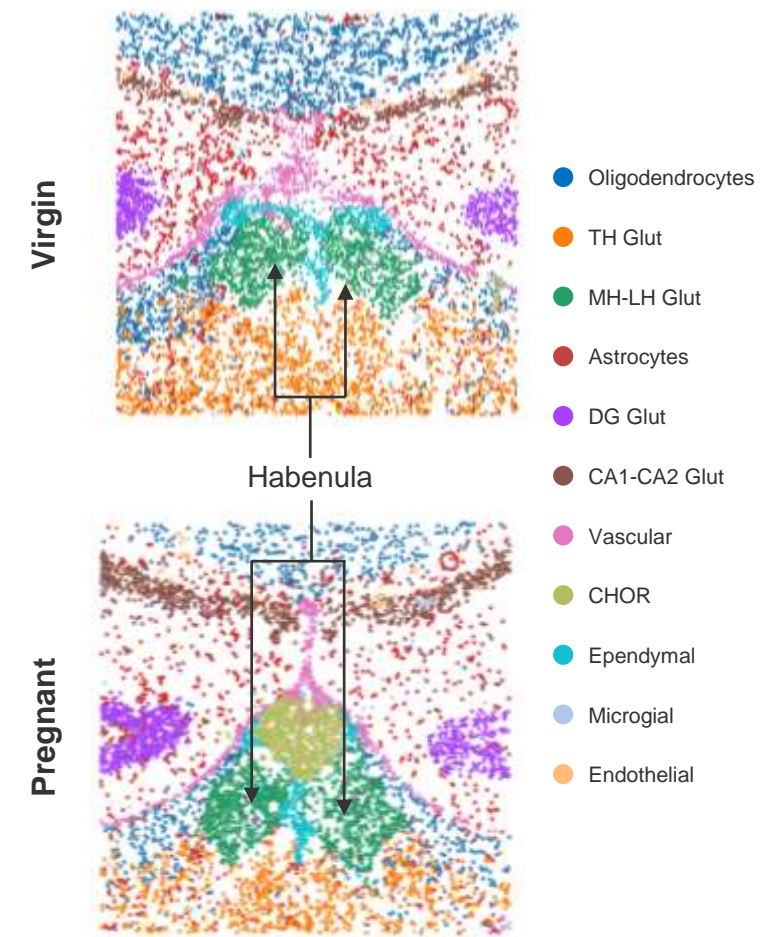 Virgin
Oligodendrocytes
TH Glut
MH-LH Glut
Astrocytes
DG Glut
CA1-CA2 Glut
Vascular
CHOR
Ependymal
Microgial
Endothelial
Habenula
Pregnant